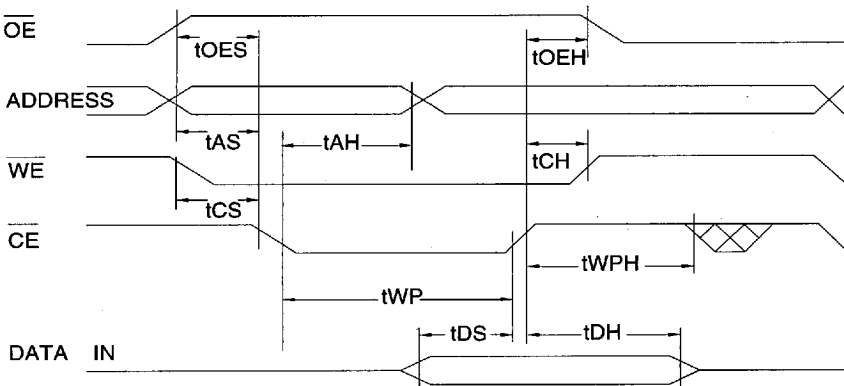 OE
tOES
tOEH
ADDRESS
tAS
tAH
tCH
WE
tCS
CE
tWPH
tWP
tDS
tDH
DATA IN